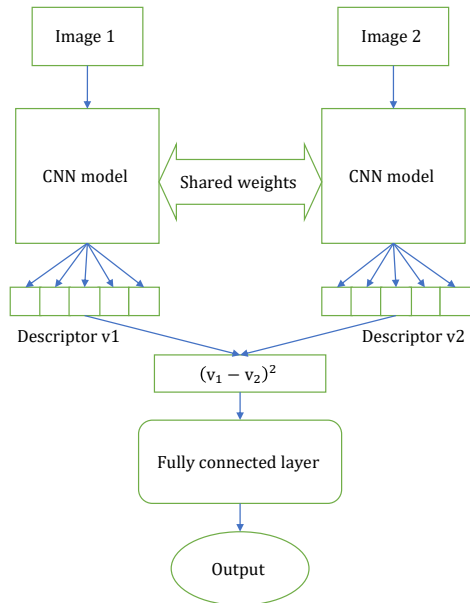 Image 1
Image 2
CNN model
Shared weights
CNN model
Descriptor v1
Descriptor v2
(v₁ − v₂)²
Fully connected layer
Output